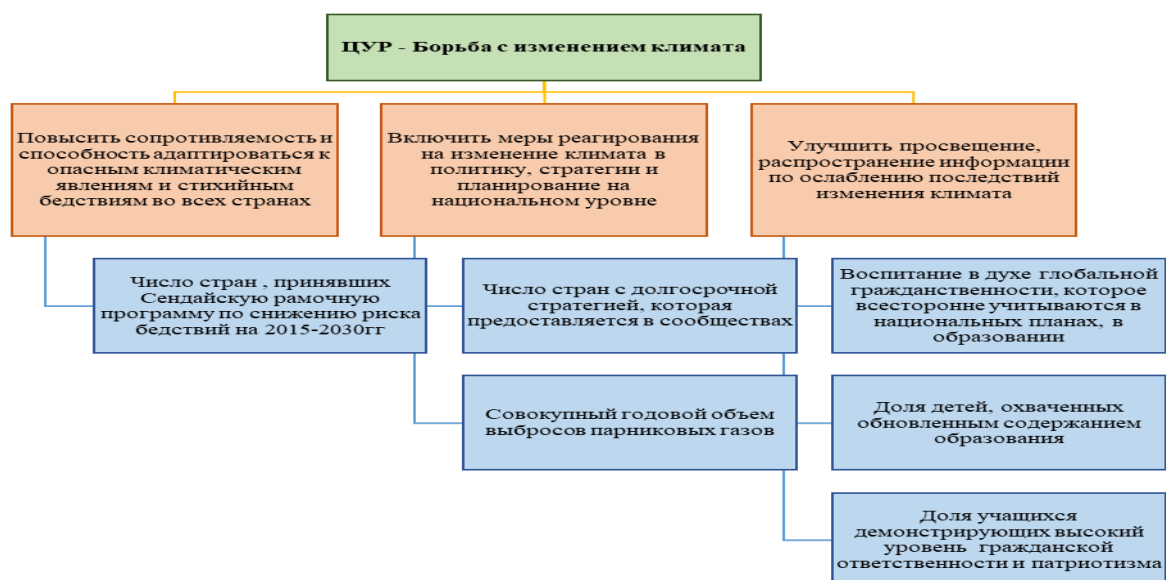 ЦУР - Борьба с изменением климата
Повысить сопротивляемость и
способность адаптироваться к
опасным климатическим
явлениям и стихийным
бедствиям во всех странах
Включить меры реагирования
на изменение климата в
политику, стратегии и
планирование на
национальном уровне
Улучшить просвещение,
распространение информации
по ослаблению последствий
изменения климата
Число стран , принявших
Сендайскую рамочную
программу по снижению риска
бедствий на 2015-2030гг
Число стран с долгосрочной
стратегией, которая
предоставляется в сообществах
Воспитание в духе глобальной
гражданственности, которое
всесторонне учитываются в
национальных планах, в
образовании
Совокупный годовой объем
выбросов парниковых газов
Доля детей, охваченных
обновленным содержанием
образования
Доля учащихся
демонстрирующих высокий
уровень гражданской
ответственности и патриотизма